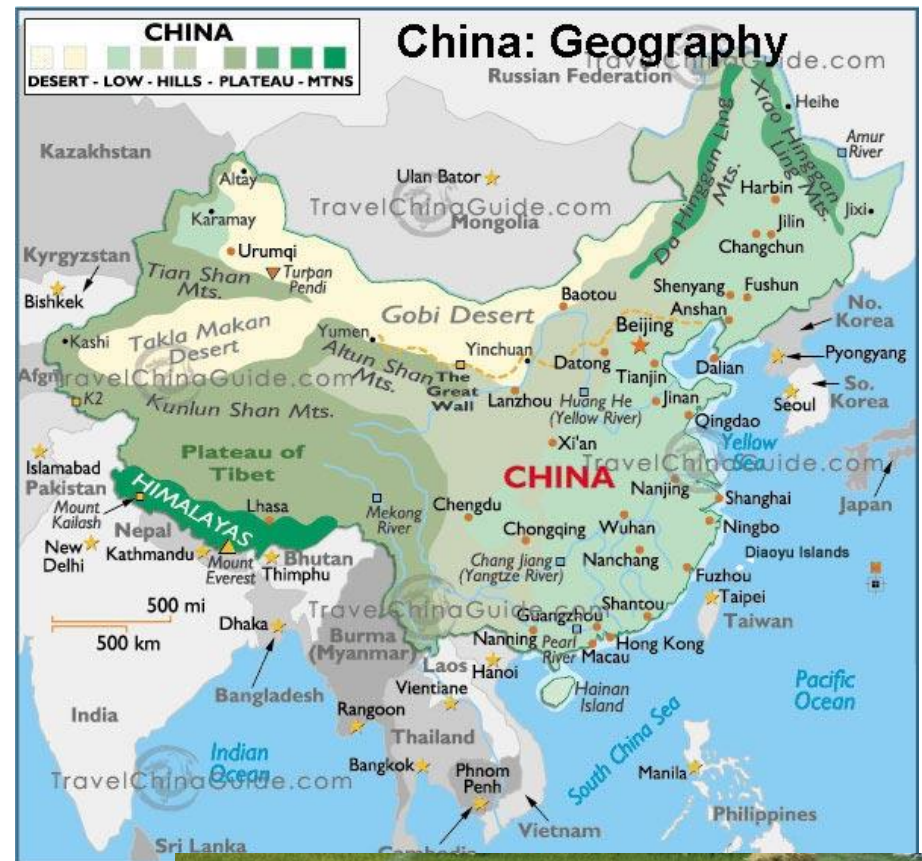 CHINA
DESERT - LOW - HILLS - PLATEAU - MTNS
China: Geography
TravelChinaGuide.com
Russian Federation
Heihe
Kazakhstan
Amur
River
Da Hinggan Ling
Mts.
Xiao Hinggan
Ling Mts.
Altay
Ulan Bator
Harbin
Karamay
TravelChinaGuide.com
Mongolia
Jixi
Jilin
Urumqi
Changchun
Kyrgyzstan
Turpan
Pendi
Tian Shan
Mts.
Bishkek
Baotou
Shenyang
Fushun
Anshan
No.
Korea
Gobi Desert
Beijing
Takla Makan
Desert
Yumen
Kashi
Yinchuan
Datong
Pyongyang
Altun Shan
Mts.
Tianjin
Dalian
Afgn
TravelChinaGuide.com
The
Great
Wall
So.
Korea
K2
Kunlun Shan Mts.
Lanzhou
Huang He
(Yellow River)
Jinan
Seoul
Qingdao
Xi'an
Yellow
Sea
Plateau of
Tibet
TravelChinaGuide.com
Islamabad
CHINA
Pakistan
HIMALAYAS
Nanjing
Japan
Mount
Kailash
Lhasa
Mekong
River
Chengdu
Shanghai
Nepal
Wuhan
Ningbo
New
Delhi
Chongqing
Kathmandu
Mount
Everest
Bhutan
Thimphu
Chang Jiang
(Yangtze River)
Nanchang
Diaoyu Islands
Fuzhou
500 mi
500 km
TravelChinaGuide.com
Shantou
Taipei
Taiwan
Guangzhou
Dhaka
Burma
(Myanmar)
Nanning
Pearl
River
Hong Kong
Macau
Laos
Hanoi
Bangladesh
Vientiane
Hainan
Island
Pacific
Ocean
India
Rangoon
Thailand
South China Sea
Indian
Ocean
TravelChinaGuide.com
Bangkok
Phnom
Penh
Manila
Vietnam
Philippines
Sri Lanka
Cambodia